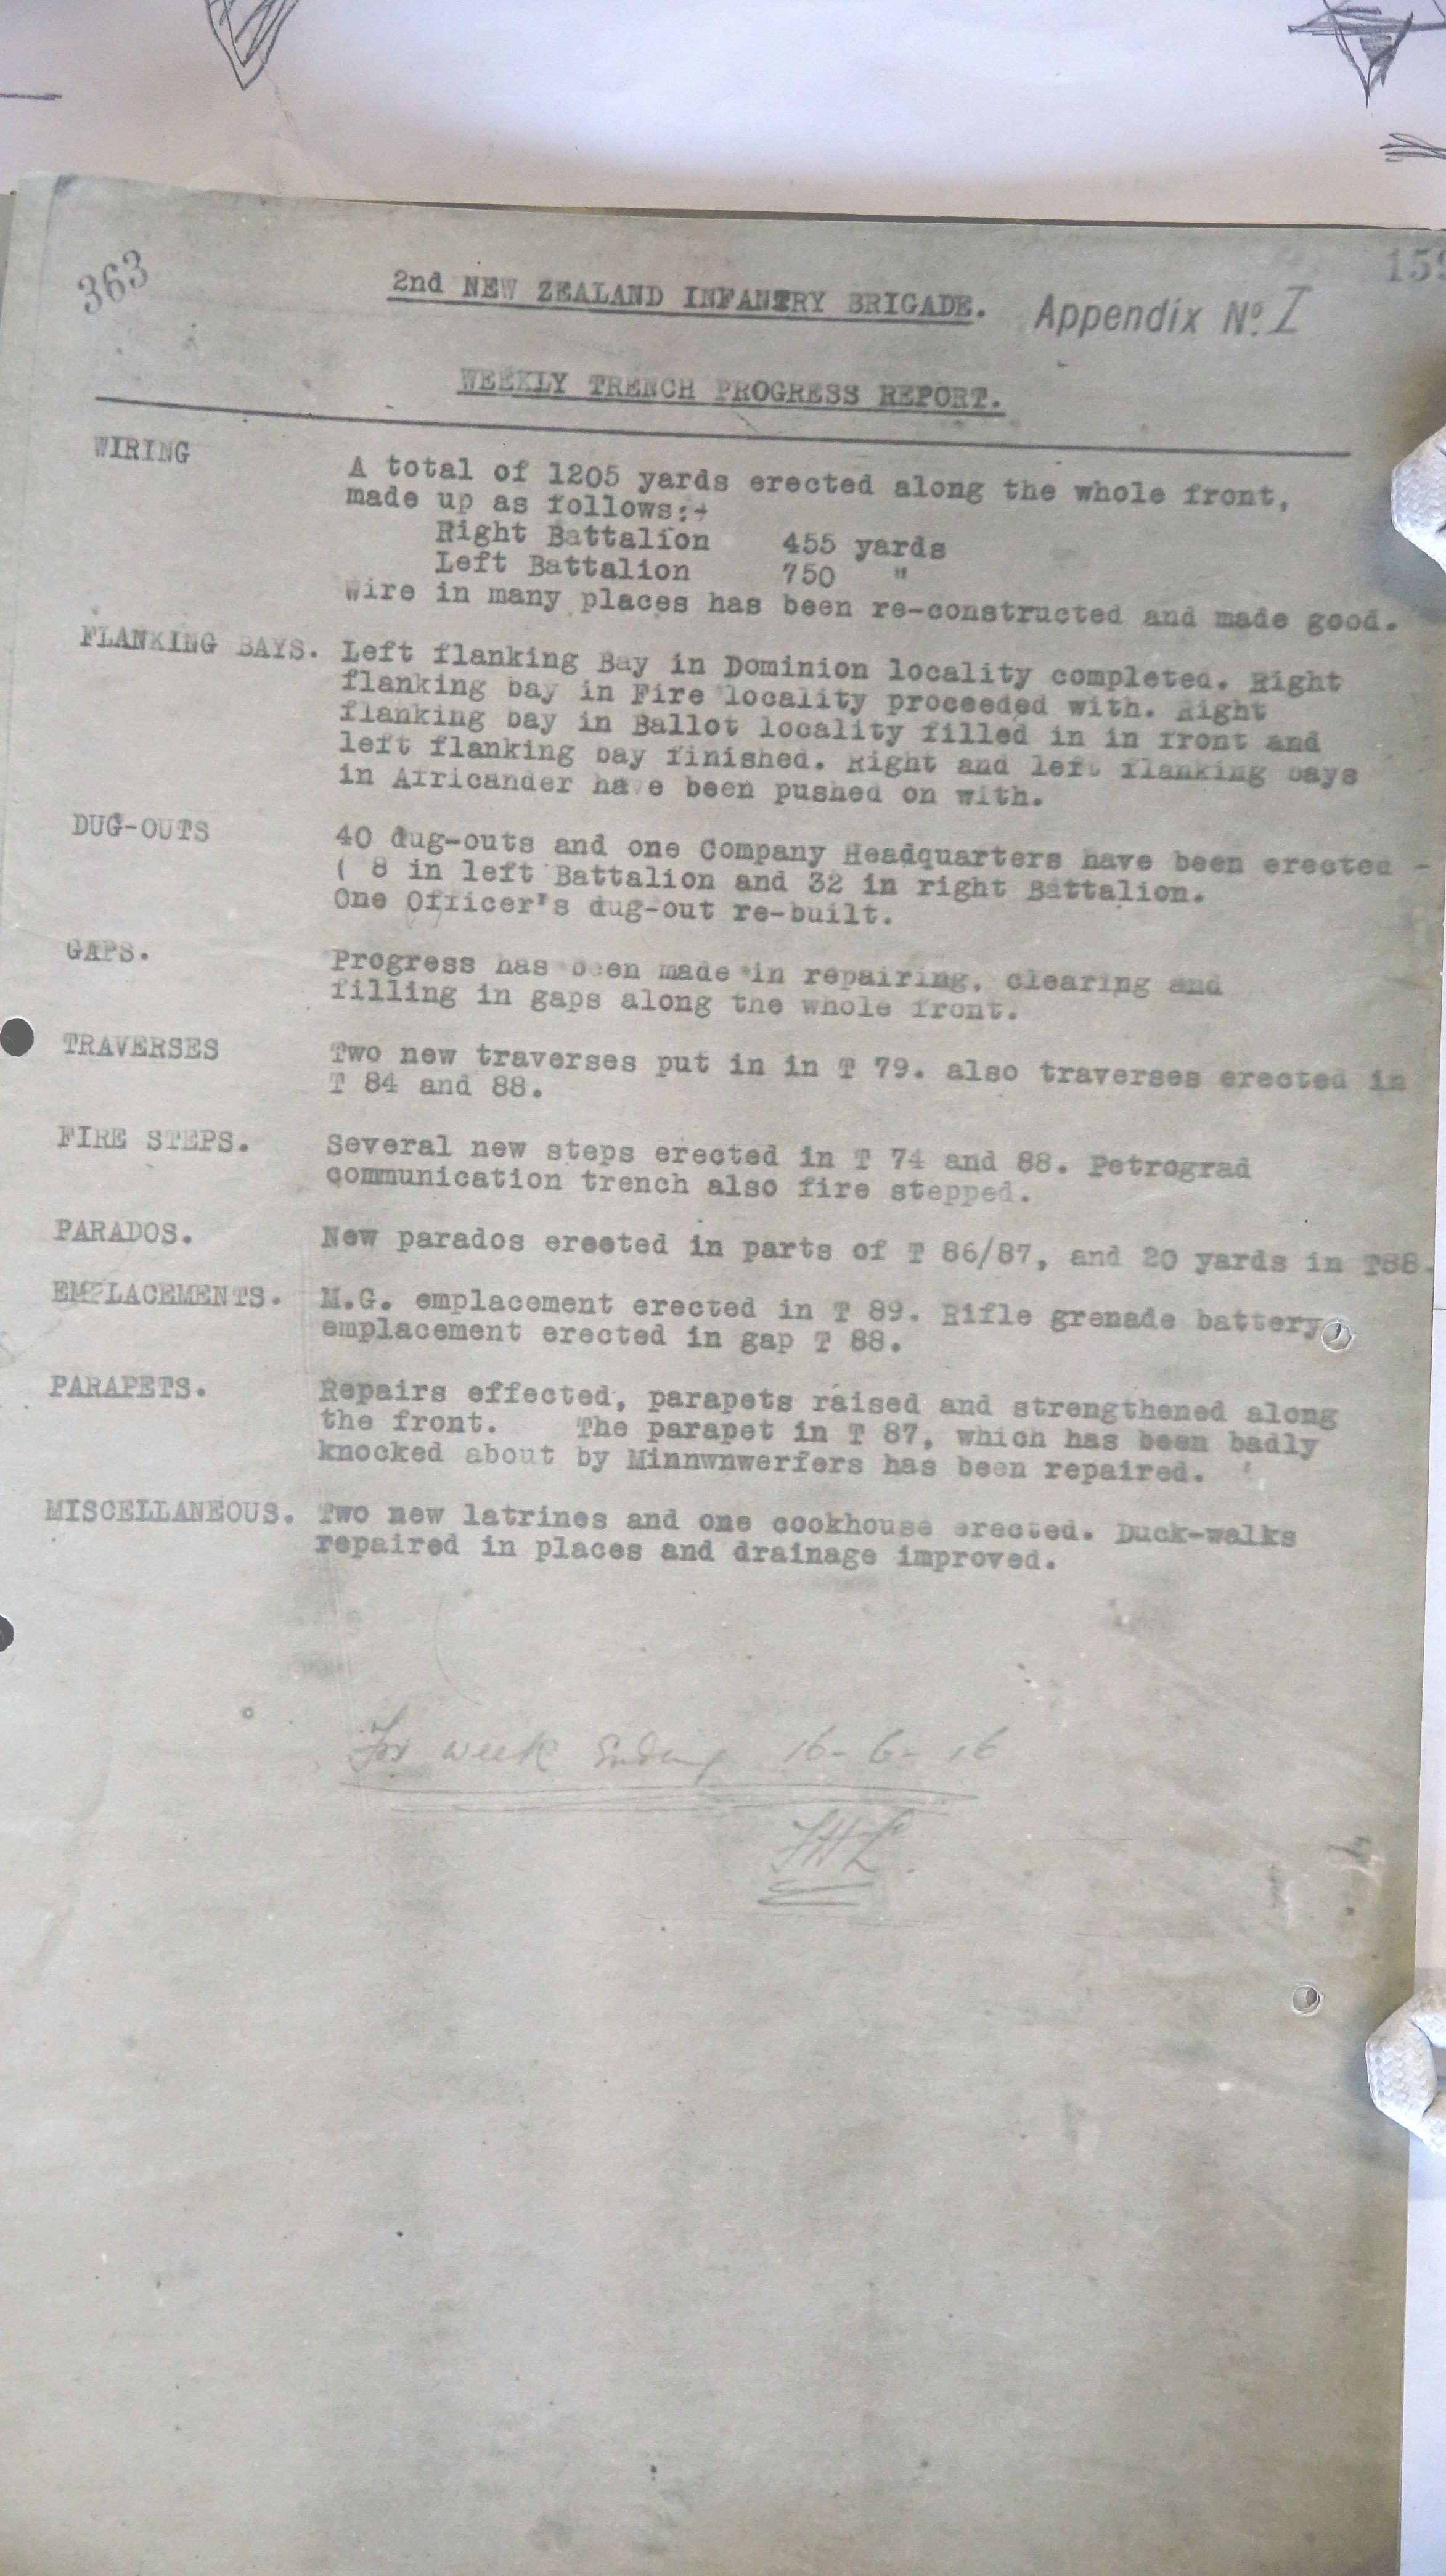 363
2nd NEW ZEALAND INFANTRY BRIGADE.
Appendix Nº I
WEEKLY TRENCH PROGRESS REPORT.
WIRING A total of 1205 yards erected along the whole front,
made up as follows:-
Right Battalion 455 yards
Left Battalion 750 "
Wire in many places has been re-constructed and made good.
FLANKING BAYS. Left flanking Bay in Dominion locality completed. Right
flanking bay in Fire locality proceeded with. Right
flanking bay in Ballot locality filled in in front and
left flanking bay finished. Right and left flanking bays
in Africander have been pushed on with.
DUG-OUTS 40 dug-outs and one Company Headquarters have been erected -
( 8 in left Battalion and 32 in right Battalion.
One Officer's dug-out re-built.
GAPS. Progress has been made in repairing, clearing and
filling in gaps along the whole front.
TRAVERSES Two new traverses put in in T 79. also traverses erected in
T 84 and 88.
FIRE STEPS. Several new steps erected in T 74 and 88. Petrograd
communication trench also fire stepped.
PARADOS. New parados erected in parts of T 86/87, and 20 yards in T88.
EMPLACEMENTS. M.G. emplacement erected in T 89. Rifle grenade battery
emplacement erected in gap T 88.
PARAPETS. Repairs effected, parapets raised and strengthened along
the front. The parapet in T 87, which has been badly
knocked about by Minnwnwerfers has been repaired.
MISCELLANEOUS. Two new latrines and one cookhouse erected. Duck-walks
repaired in places and drainage improved.
For week Ending 16-6-16